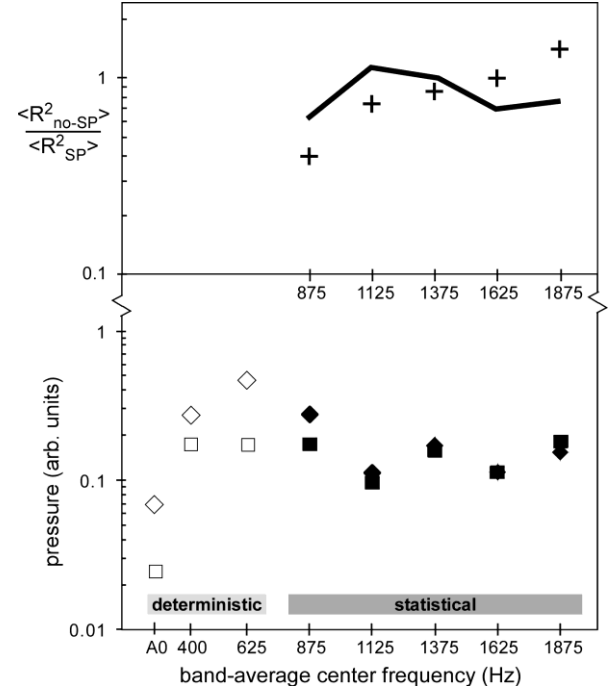 1
<R²no-SP>
<R²SP>
0.1
875 1125 1375 1625 1875
1
pressure (arb. units)
0.1
deterministic statistical
0.01
A0 400 625 875 1125 1375 1625 1875
band-average center frequency (Hz)